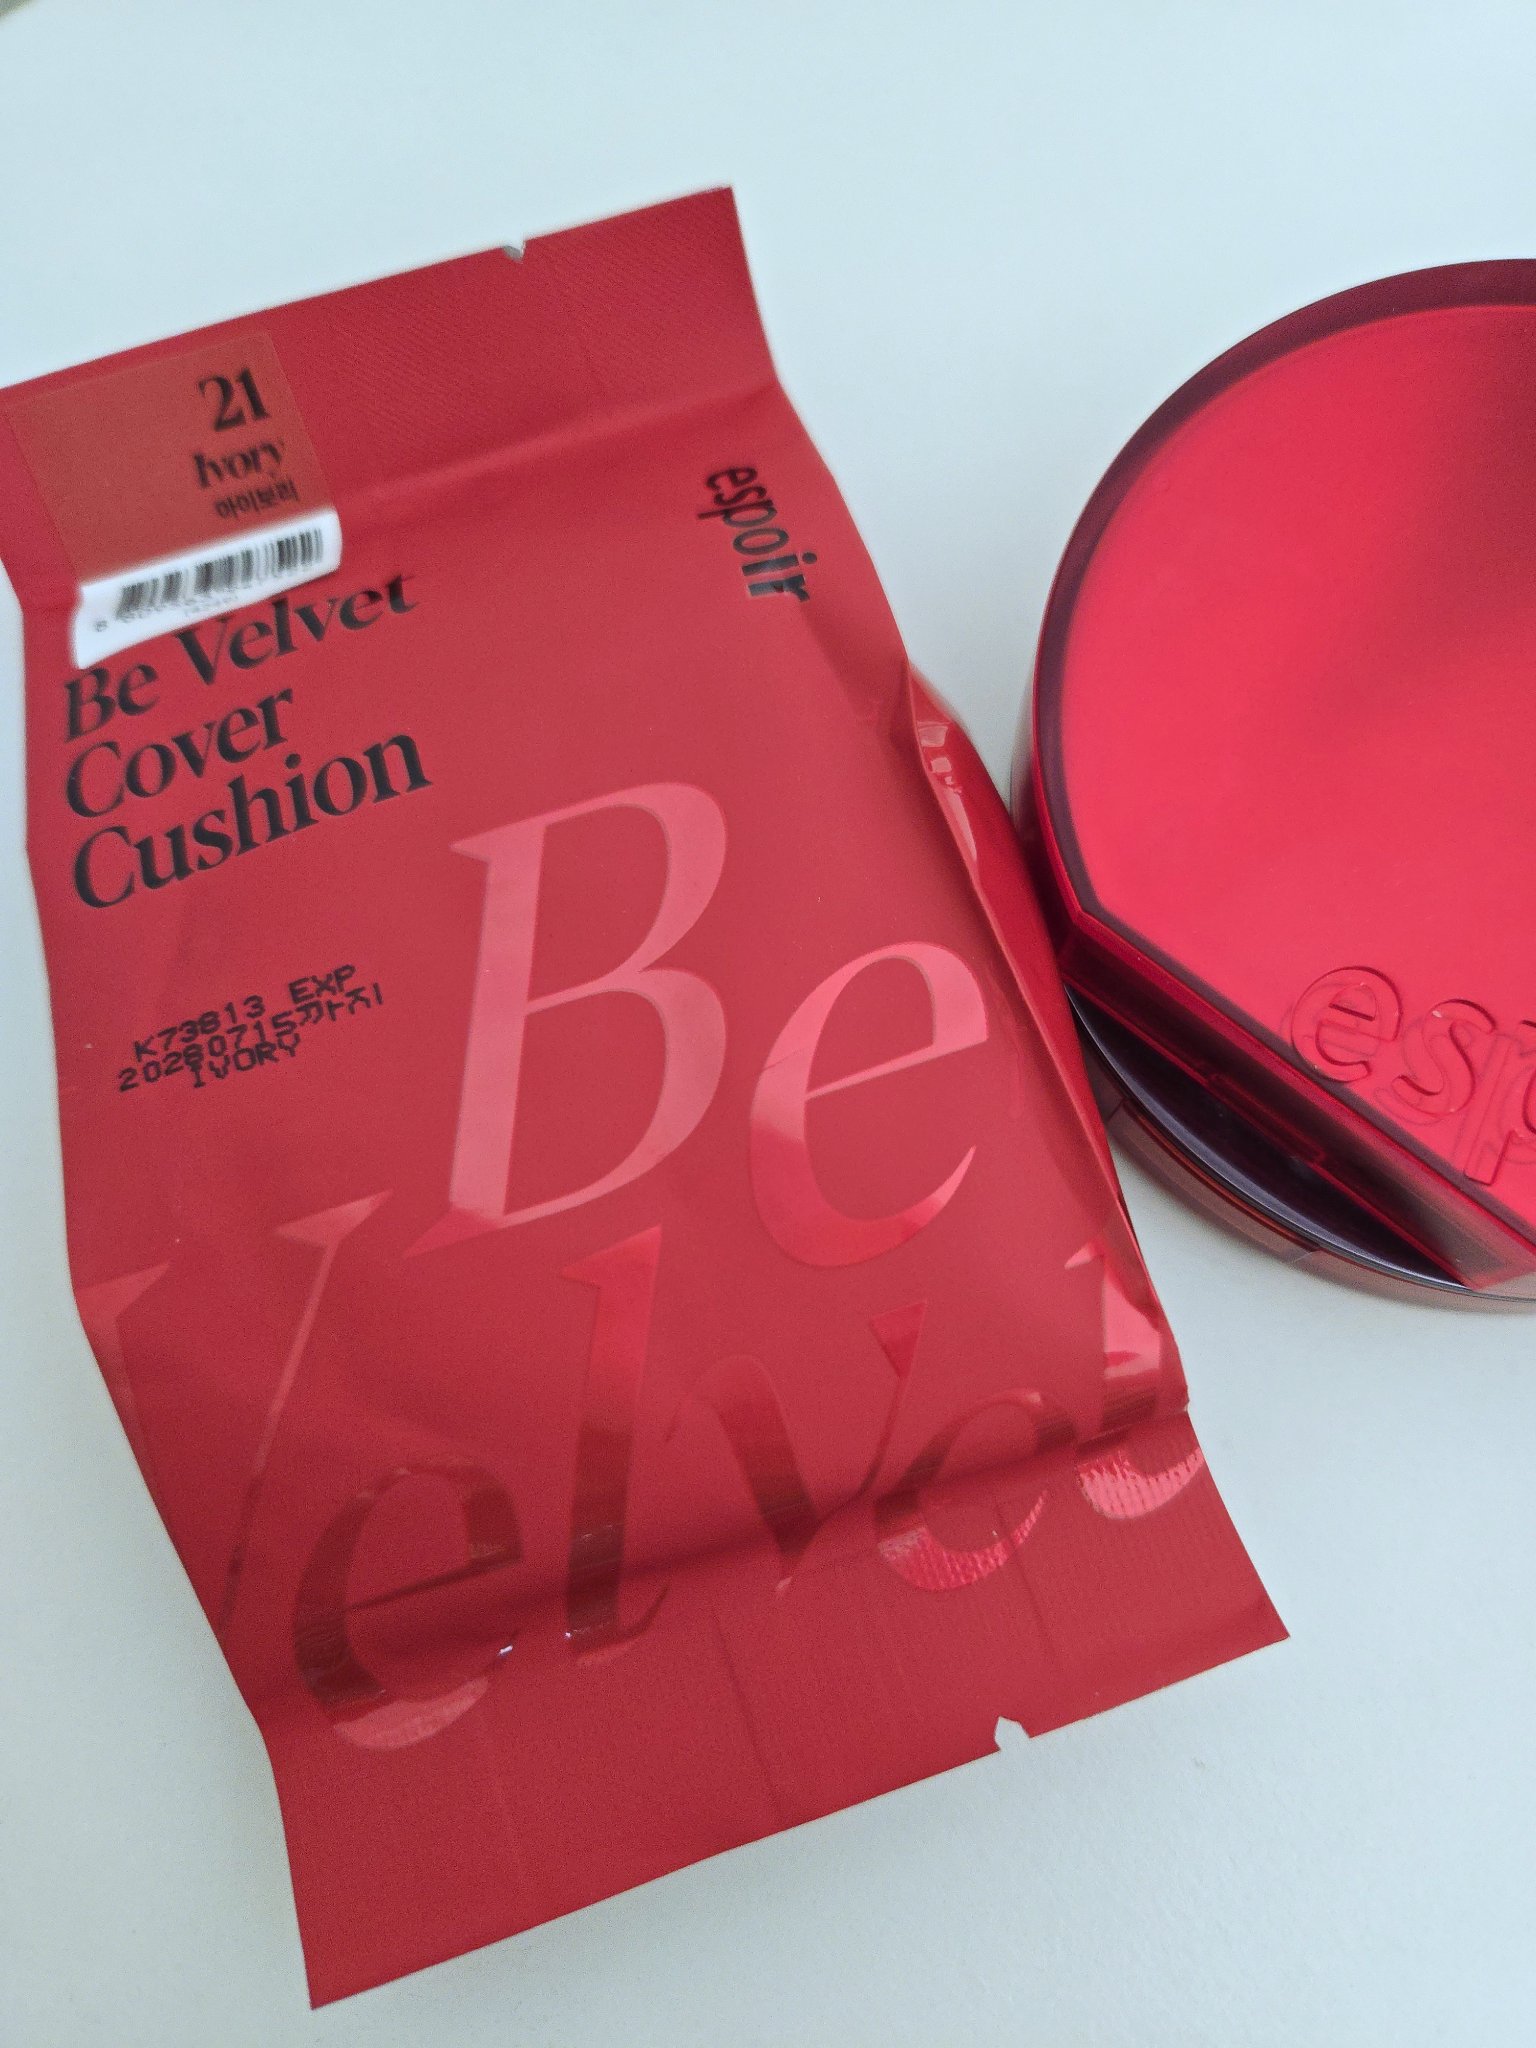 21
Ivory
아이보리
espoir
Be Velvet
Cover
Cushion
K73813 EXP
20280715까지
IVORY
Be
Velvet
esp